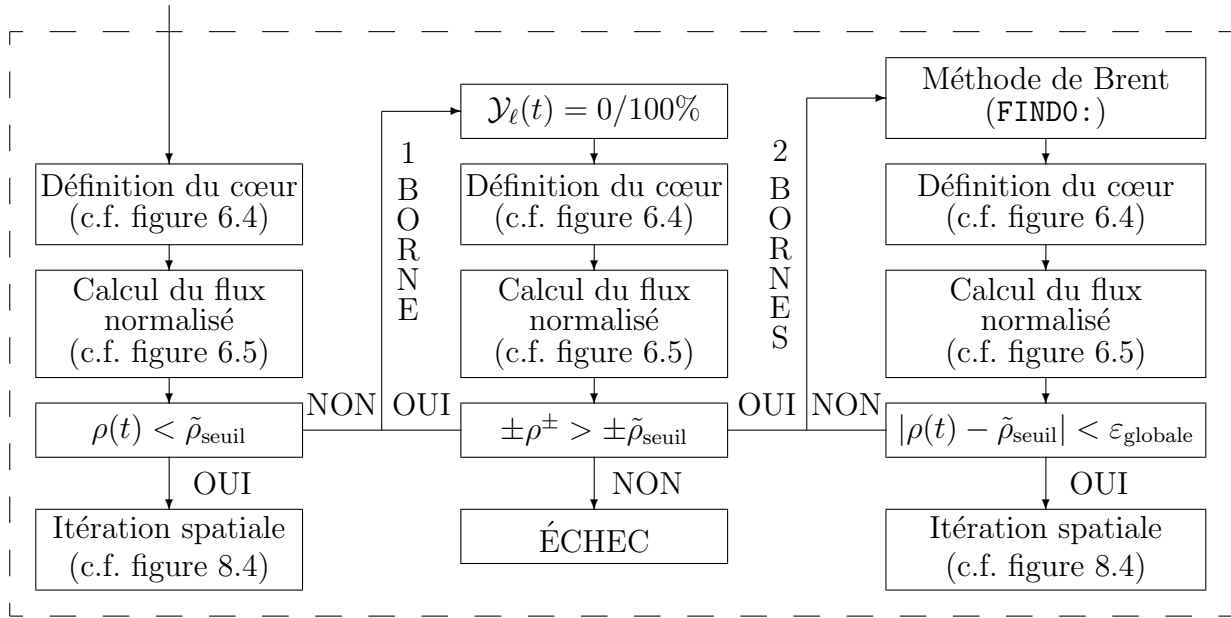 Définition du cœur
(c.f. figure 6.4)
Calcul du flux
normalisé
(c.f. figure 6.5)
ρ(t) < ρ̃seuil
OUI
Itération spatiale
(c.f. figure 8.4)
NON
1
B
O
R
N
E
OUI
𝒴ℓ(t) = 0/100%
Définition du cœur
(c.f. figure 6.4)
Calcul du flux
normalisé
(c.f. figure 6.5)
±ρ± > ±ρ̃seuil
NON
ÉCHEC
OUI
2
B
O
R
N
E
S
NON
Méthode de Brent
(FIND0:)
Définition du cœur
(c.f. figure 6.4)
Calcul du flux
normalisé
(c.f. figure 6.5)
|ρ(t) − ρ̃seuil| < εglobale
OUI
Itération spatiale
(c.f. figure 8.4)